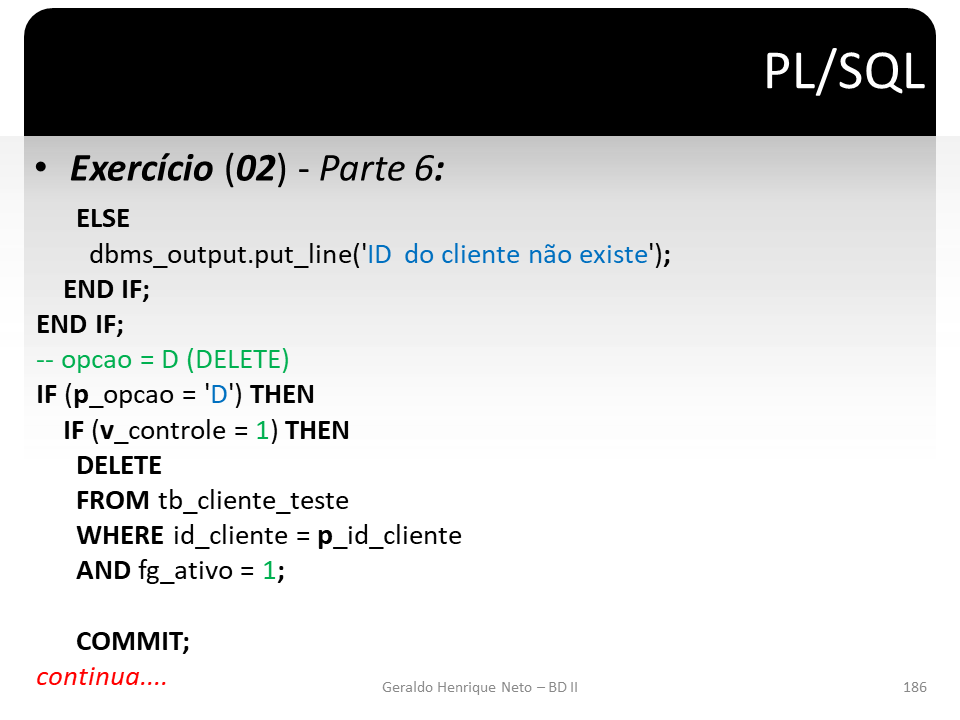 PL/SQL
• Exercício (02) - Parte 6:
ELSE
dbms_output.put_line('ID do cliente não existe');
END IF;
END IF;
-- opcao = D (DELETE)
IF (p_opcao = 'D') THEN
IF (v_controle = 1) THEN
DELETE
FROM tb_cliente_teste
WHERE id_cliente = p_id_cliente
AND fg_ativo = 1;
COMMIT;
continua....
Geraldo Henrique Neto – BD II
186